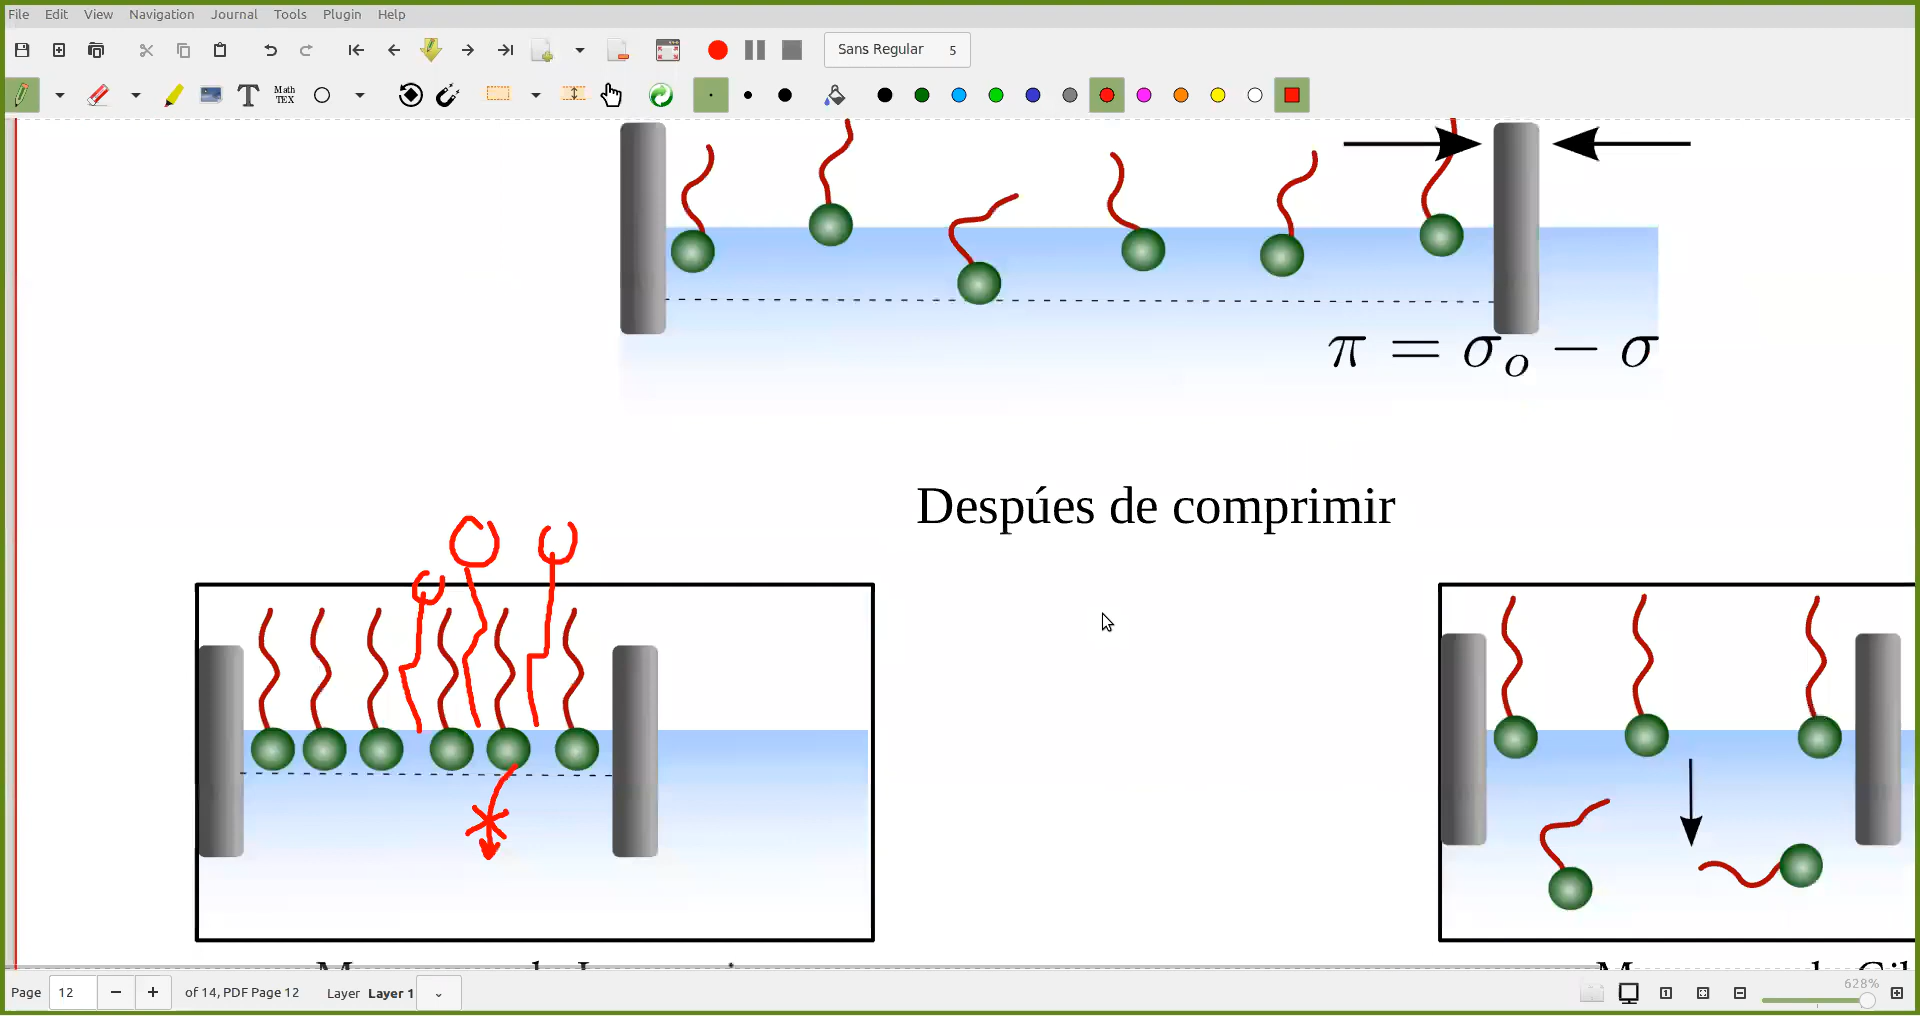 File Edit View Navigation Journal Tools Plugin Help
Sans Regular 5
T Math TEX
π = σo − σ
Despúes de comprimir
Page 12 of 14, PDF Page 12 Layer Layer 1
628%